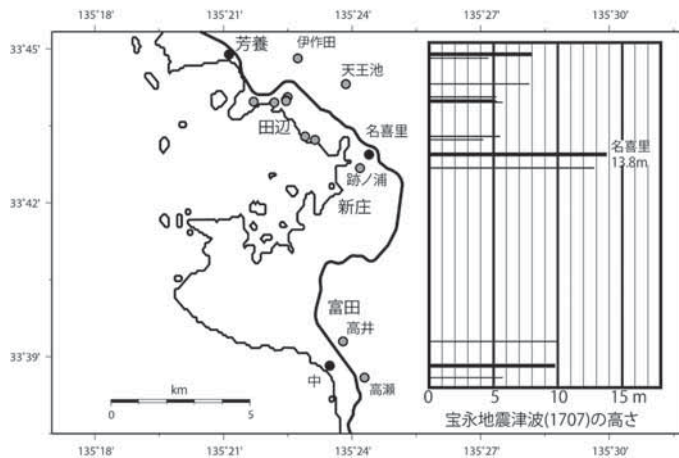 135°18' 135°21' 135°24' 135°27' 135°30'
33°45'
33°42'
33°39'
芳養
伊作田
天王池
田辺
名喜里
跡ノ浦
新庄
富田
高井
中
高瀬
km
0 5
名喜里
13.8m
0 5 10 15 m
宝永地震津波(1707)の高さ
135°18' 135°21' 135°24' 135°27' 135°30'